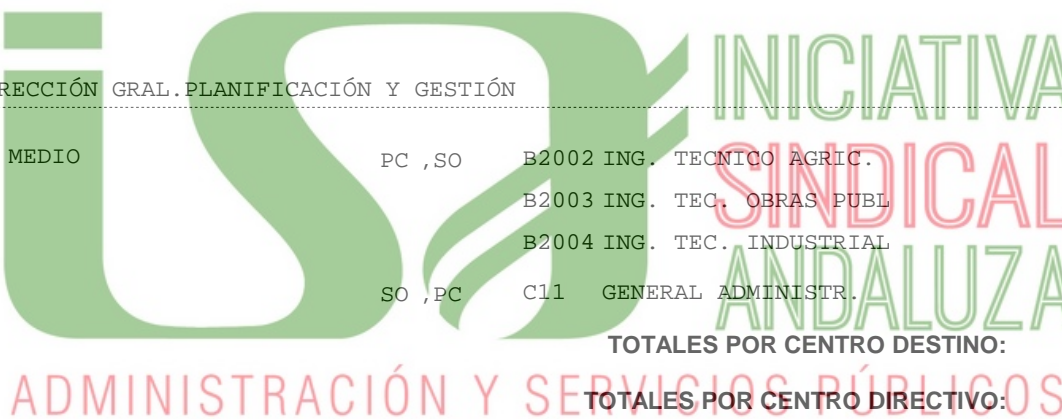 RECCIÓN GRAL.PLANIFICACIÓN Y GESTIÓN
MEDIO PC ,SO B2002 ING. TECNICO AGRIC.
B2003 ING. TEC. OBRAS PUBL
B2004 ING. TEC. INDUSTRIAL
SO ,PC C11 GENERAL ADMINISTR.
TOTALES POR CENTRO DESTINO:
TOTALES POR CENTRO DIRECTIVO:
isa
INICIATIVA
SINDICAL
ANDALUZA
ADMINISTRACIÓN Y SERVICIOS PÚBLICOS